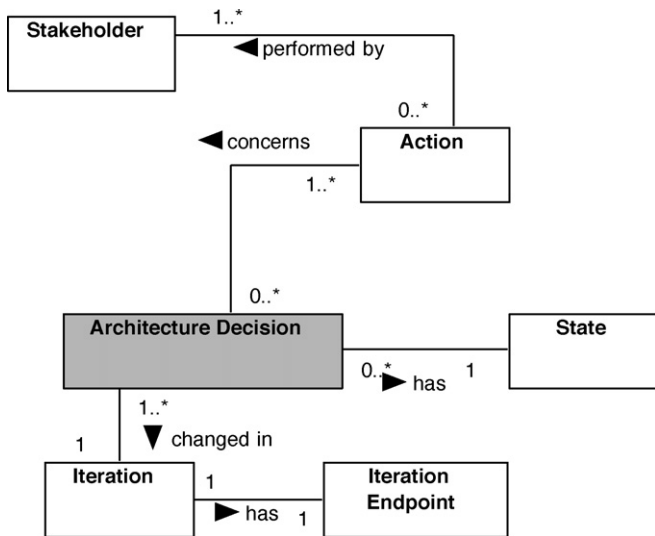 1..*
Stakeholder
performed by
0..*
concerns
Action
1..*
0..*
Architecture Decision
State
0..*
has
1
1..*
changed in
1
Iteration
1
has
1
Iteration
Endpoint